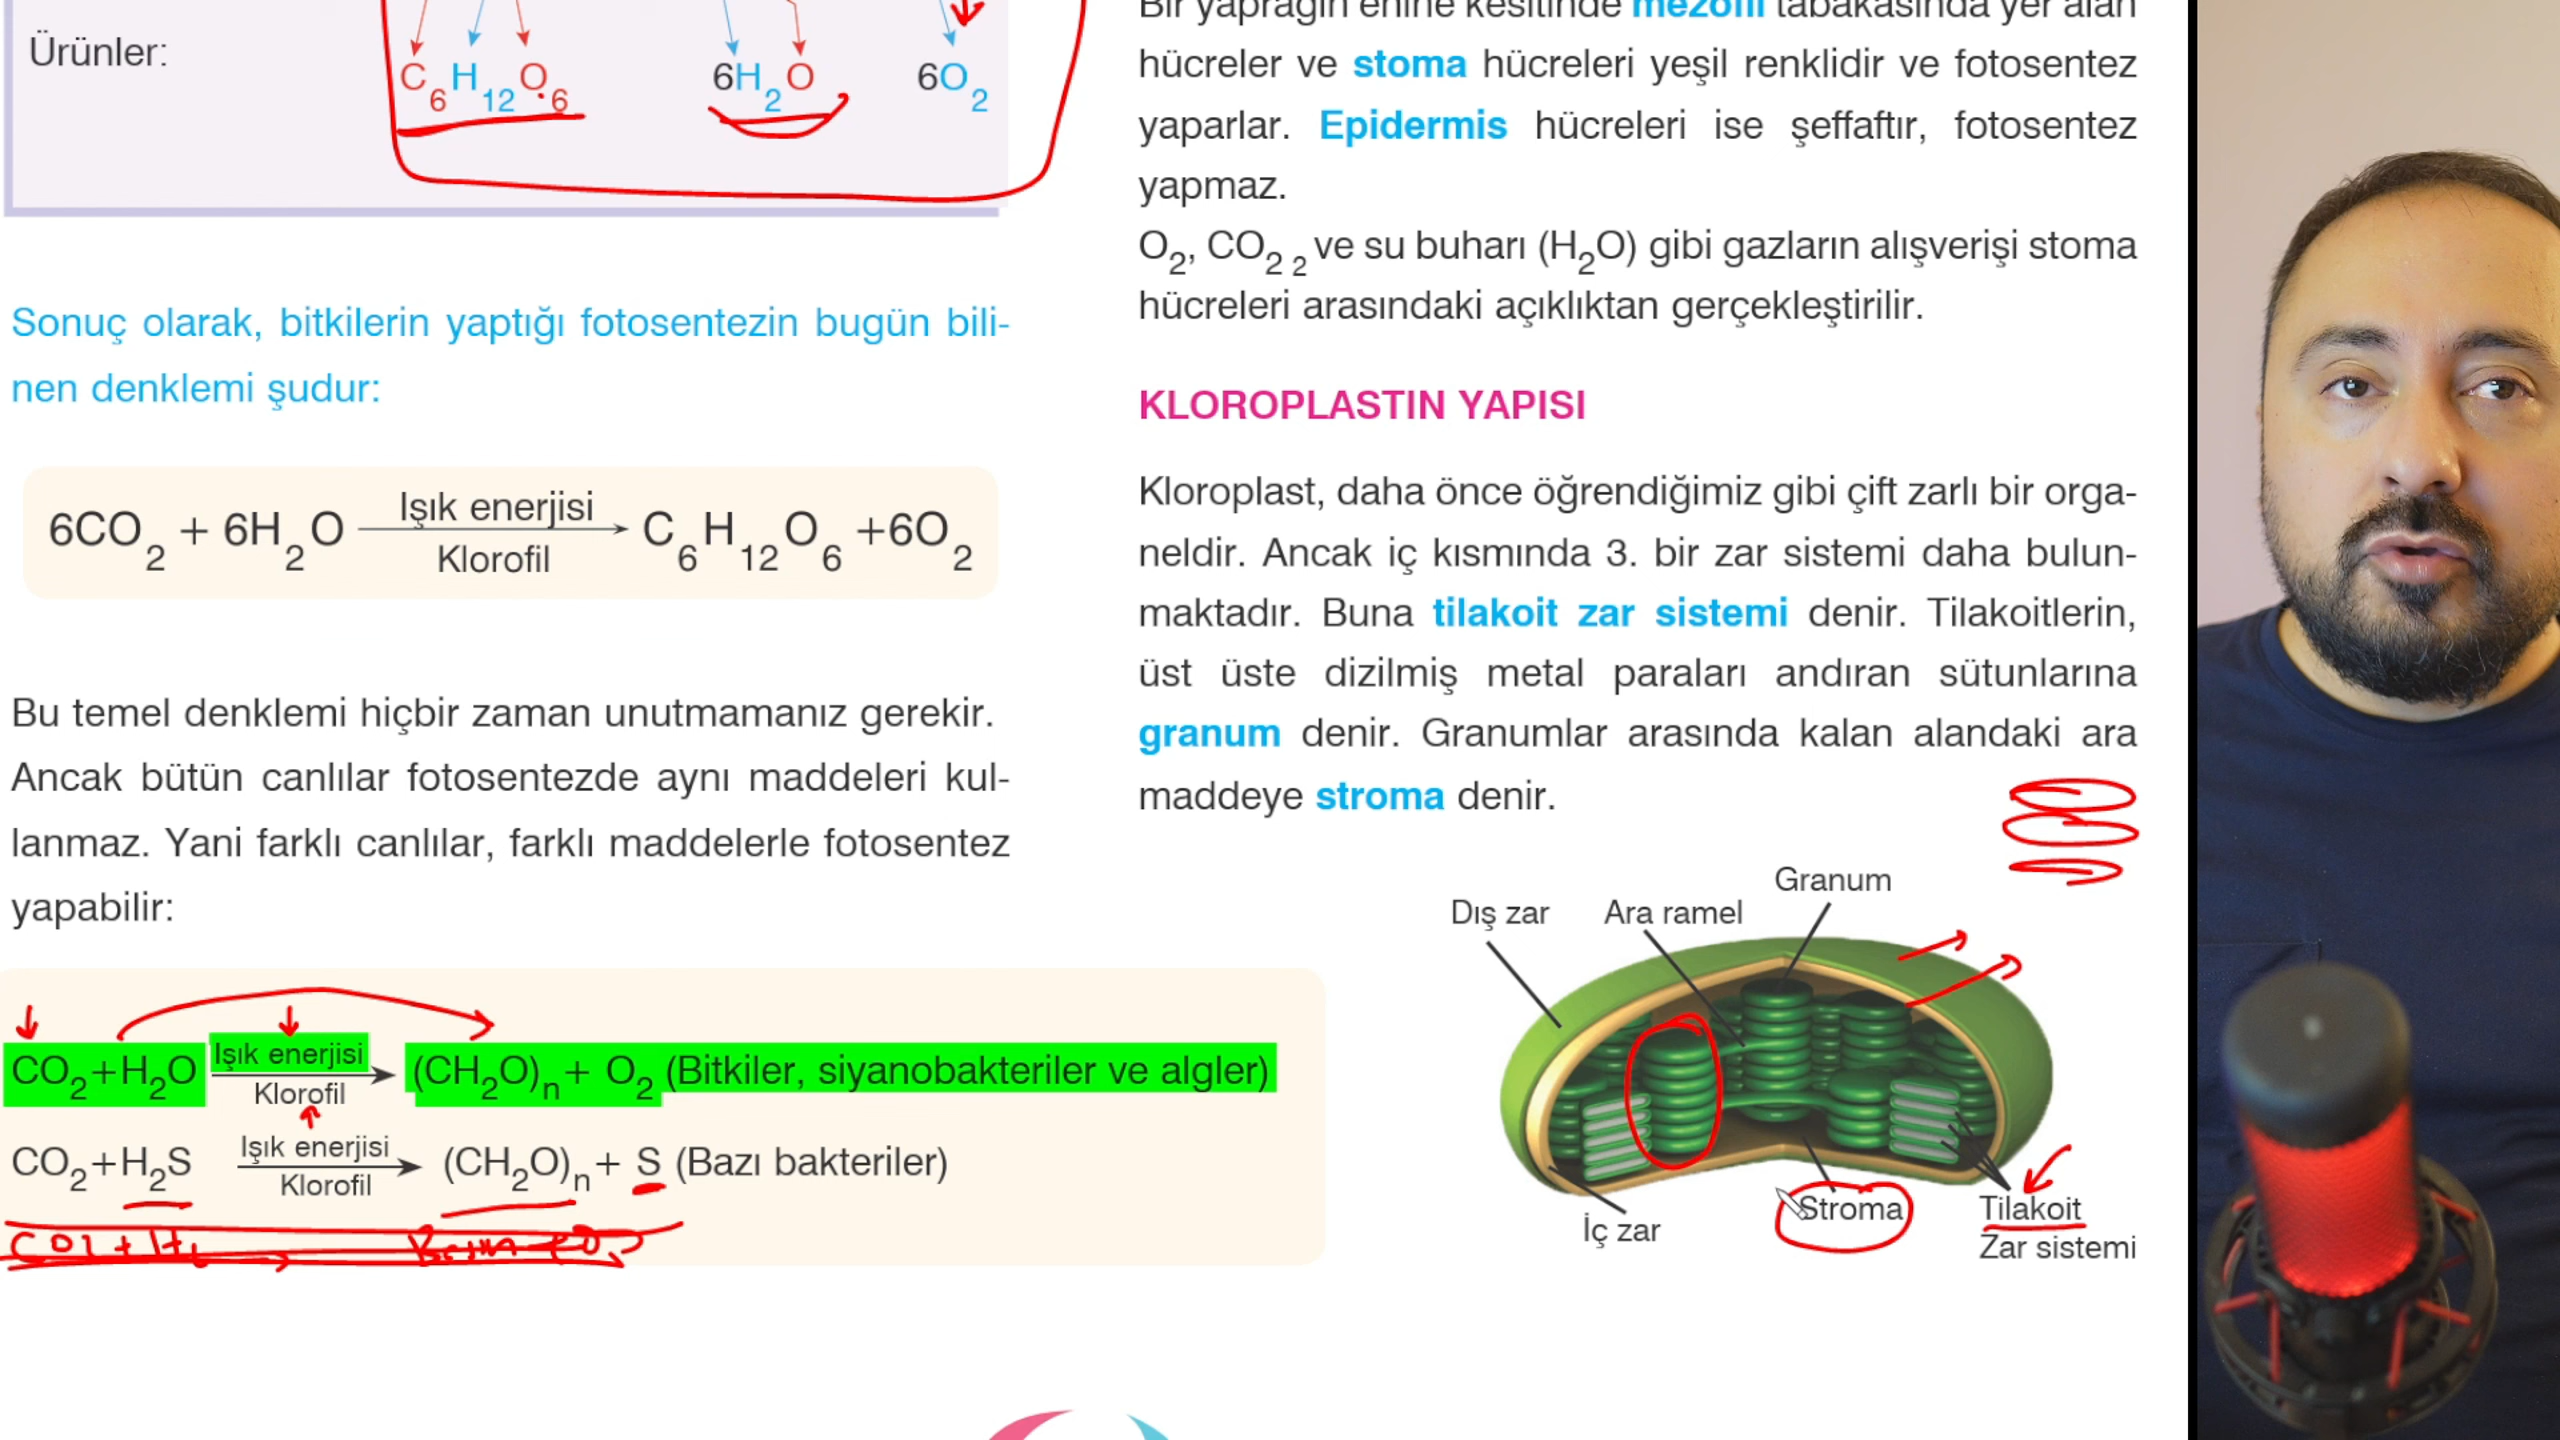 Ürünler:
C6H12O6 6H2O 6O2
Sonuç olarak, bitkilerin yaptığı fotosentezin bugün bili-
nen denklemi şudur:
6CO2 + 6H2O Işık enerjisi Klorofil C6H12O6 +6O2
Bu temel denklemi hiçbir zaman unutmamanız gerekir.
Ancak bütün canlılar fotosentezde aynı maddeleri kul-
lanmaz. Yani farklı canlılar, farklı maddelerle fotosentez
yapabilir:
CO2+H2O Işık enerjisi Klorofil (CH2O)n+ O2 (Bitkiler, siyanobakteriler ve algler)
CO2+H2S Işık enerjisi Klorofil (CH2O)n+ S (Bazı bakteriler)
Bir yaprağın enine kesitinde mezofil tabakasında yer alan
hücreler ve stoma hücreleri yeşil renklidir ve fotosentez
yaparlar. Epidermis hücreleri ise şeffaftır, fotosentez
yapmaz.
O2, CO2 2 ve su buharı (H2O) gibi gazların alışverişi stoma
hücreleri arasındaki açıklıktan gerçekleştirilir.
KLOROPLASTIN YAPISI
Kloroplast, daha önce öğrendiğimiz gibi çift zarlı bir orga-
neldir. Ancak iç kısmında 3. bir zar sistemi daha bulun-
maktadır. Buna tilakoit zar sistemi denir. Tilakoitlerin,
üst üste dizilmiş metal paraları andıran sütunlarına
granum denir. Granumlar arasında kalan alandaki ara
maddeye stroma denir.
Granum
Dış zar Ara ramel
Stroma Tilakoit
İç zar Zar sistemi